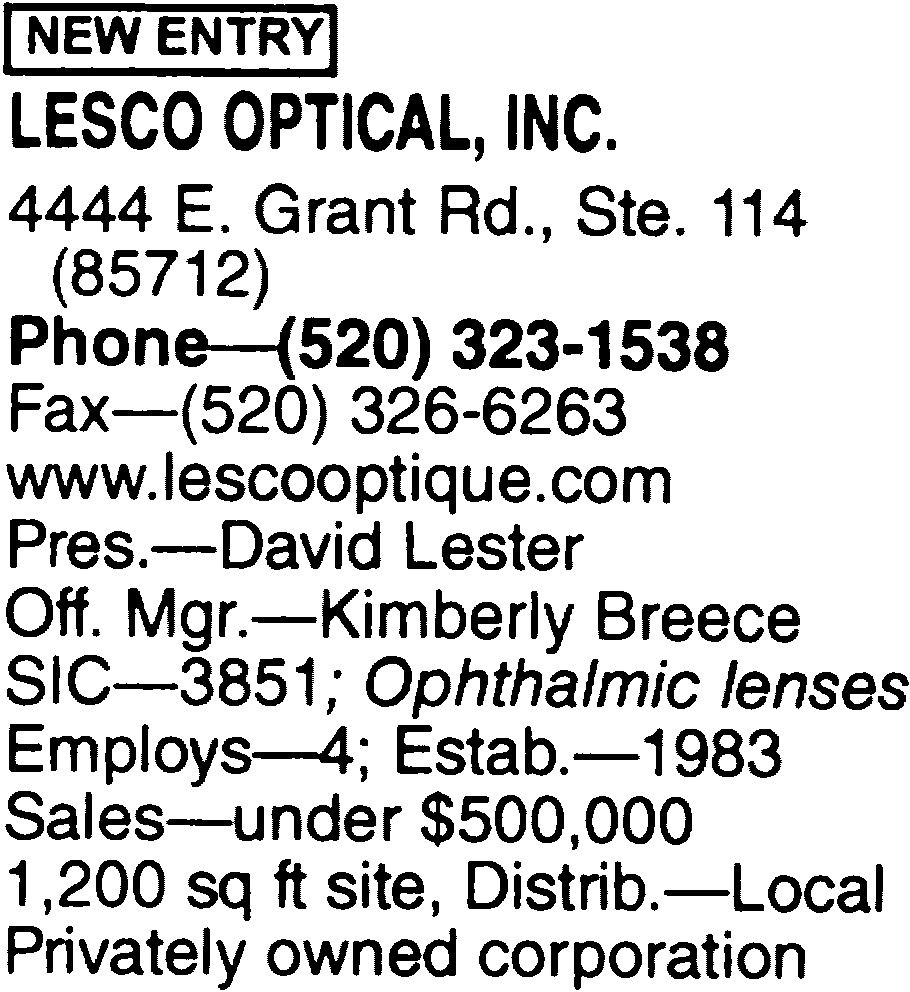 NEW ENTRY
LESCO OPTICAL, INC.
4444 E. Grant Rd., Ste. 114
(85712)
Phone—(520) 323-1538
Fax—(520) 326-6263
www.lescooptique.com
Pres.—David Lester
Off. Mgr.—Kimberly Breece
SIC—3851; Ophthalmic lenses
Employs—4; Estab.—1983
Sales—under $500,000
1,200 sq ft site, Distrib.—Local
Privately owned corporation